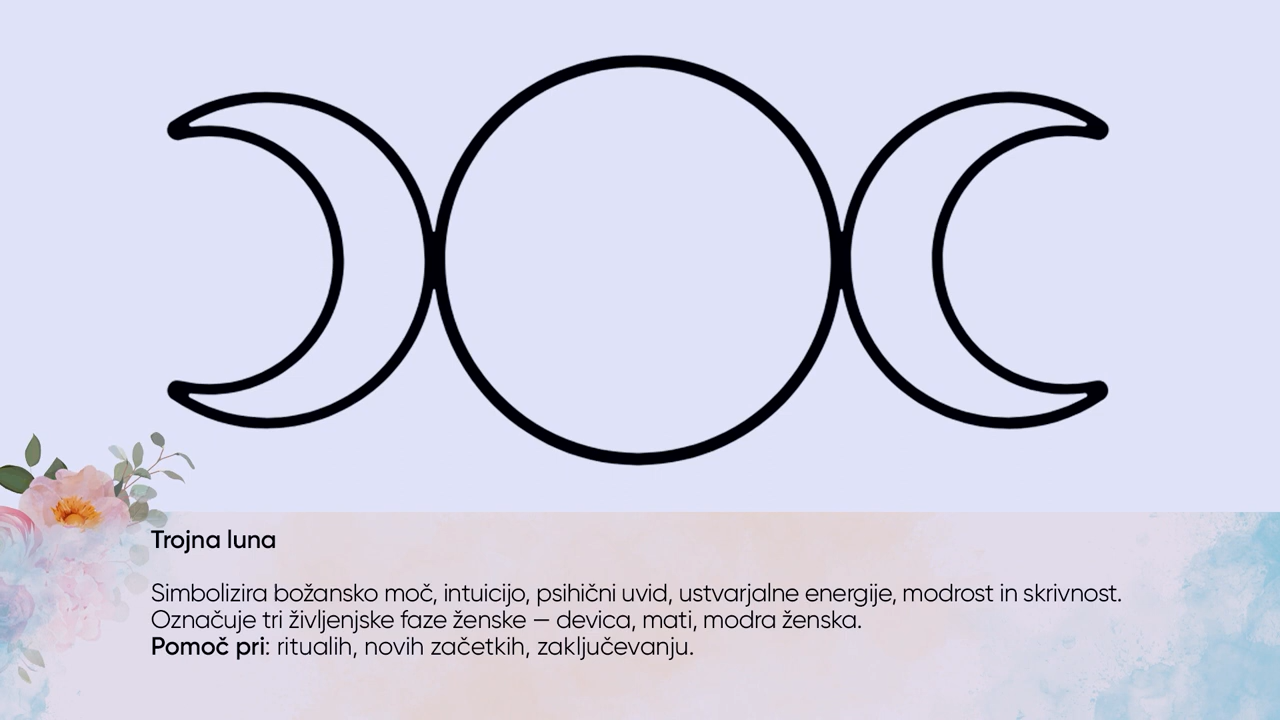 Trojna luna
Simbolizira božansko moč, intuicijo, psihični uvid, ustvarjalne energije, modrost in skrivnost.
Označuje tri življenjske faze ženske — devica, mati, modra ženska.
Pomoč pri: ritualih, novih začetkih, zaključevanju.